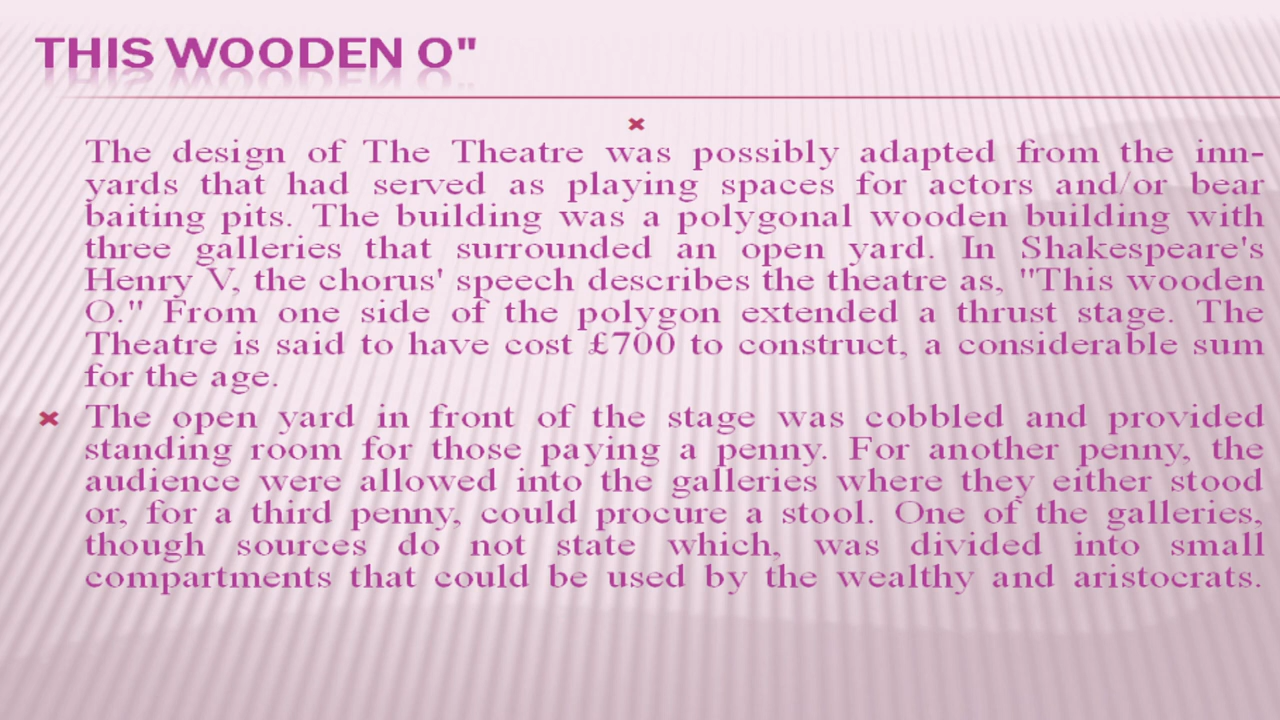 THIS WOODEN O"
The design of The Theatre was possibly adapted from the inn-
yards that had served as playing spaces for actors and/or bear
baiting pits. The building was a polygonal wooden building with
three galleries that surrounded an open yard. In Shakespeare's
Henry V, the chorus' speech describes the theatre as, "This wooden
O." From one side of the polygon extended a thrust stage. The
Theatre is said to have cost £700 to construct, a considerable sum
for the age.
The open yard in front of the stage was cobbled and provided
standing room for those paying a penny. For another penny, the
audience were allowed into the galleries where they either stood
or, for a third penny, could procure a stool. One of the galleries,
though sources do not state which, was divided into small
compartments that could be used by the wealthy and aristocrats.